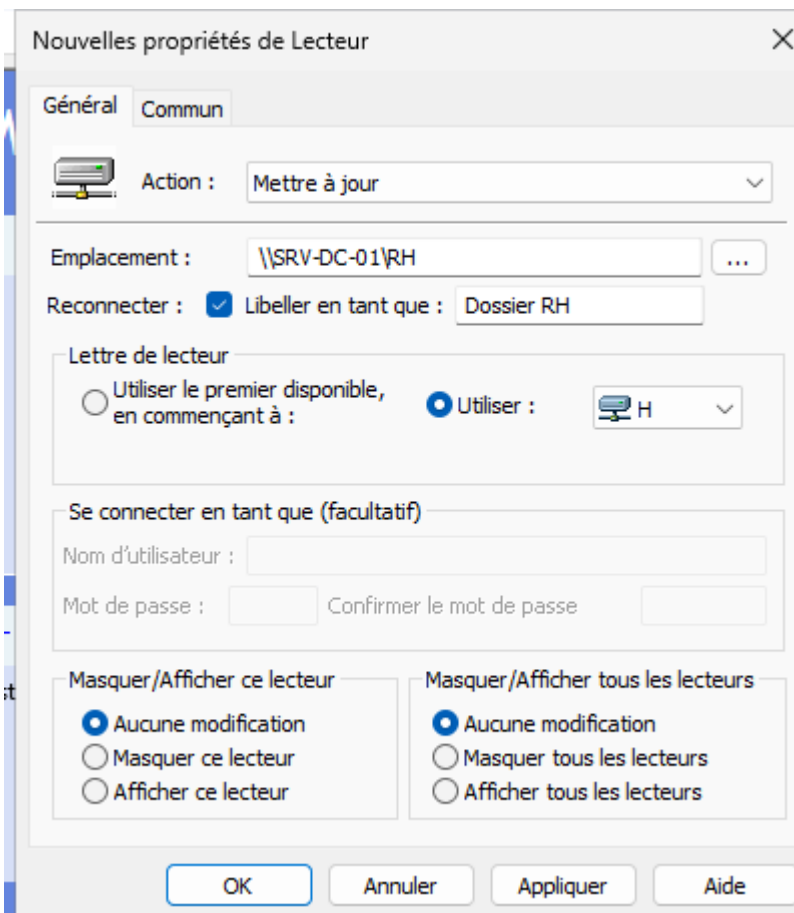 Nouvelles propriétés de Lecteur
Général Commun
Action : Mettre à jour
Emplacement : \\SRV-DC-01\RH ...
Reconnecter : Libeller en tant que : Dossier RH
Lettre de lecteur
Utiliser le premier disponible,
en commençant à :
Utiliser : H
Se connecter en tant que (facultatif)
Nom d'utilisateur :
Mot de passe : Confirmer le mot de passe
Masquer/Afficher ce lecteur
Aucune modification
Masquer ce lecteur
Afficher ce lecteur
Masquer/Afficher tous les lecteurs
Aucune modification
Masquer tous les lecteurs
Afficher tous les lecteurs
OK Annuler Appliquer Aide